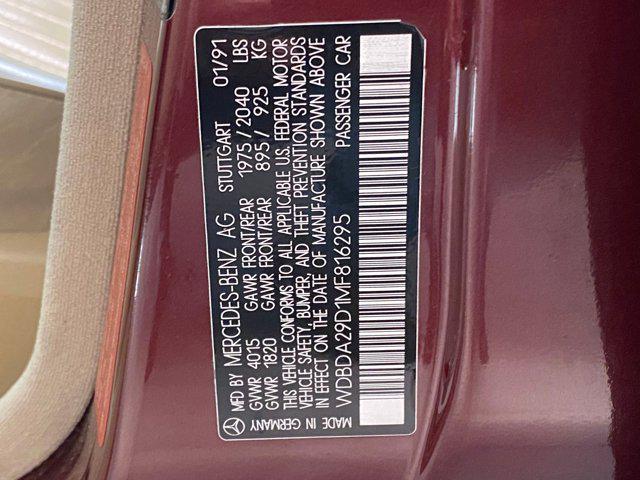 MFD BY MERCEDES-BENZ AG STUTTGART 01/91
GVWR 4015 GAWR FRONT/REAR 1975/2040 LBS
GVWR 1820 GAWR FRONT/REAR 895/ 925 KG
THIS VEHICLE CONFORMS TO ALL APPLICABLE U.S. FEDERAL MOTOR
VEHICLE SAFETY, BUMPER, AND THEFT PREVENTION STANDARDS
IN EFFECT ON THE DATE OF MANUFACTURE SHOWN ABOVE
WDBDA29D1MF816295 PASSENGER CAR
MADE IN GERMANY